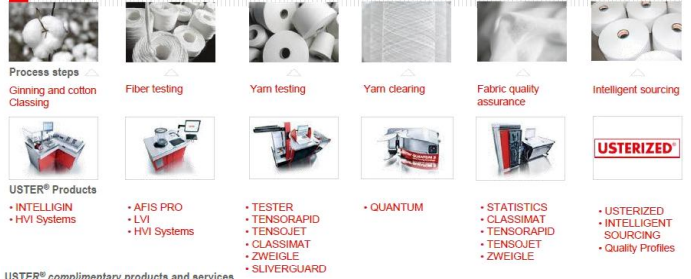 Process steps
Ginning and cotton
Classing
Fiber testing
Yarn testing
Yarn clearing
Fabric quality
assurance
Intelligent sourcing
USTERIZED®
USTER® Products
• INTELLIGIN
• HVI Systems
• AFIS PRO
• LVI
• HVI Systems
• TESTER
• TENSORAPID
• TENSOJET
• CLASSIMAT
• ZWEIGLE
• SLIVERGUARD
• QUANTUM
• STATISTICS
• CLASSIMAT
• TENSORAPID
• TENSOJET
• ZWEIGLE
• USTERIZED
• INTELLIGENT
SOURCING
• Quality Profiles
USTER® complimentary products and services